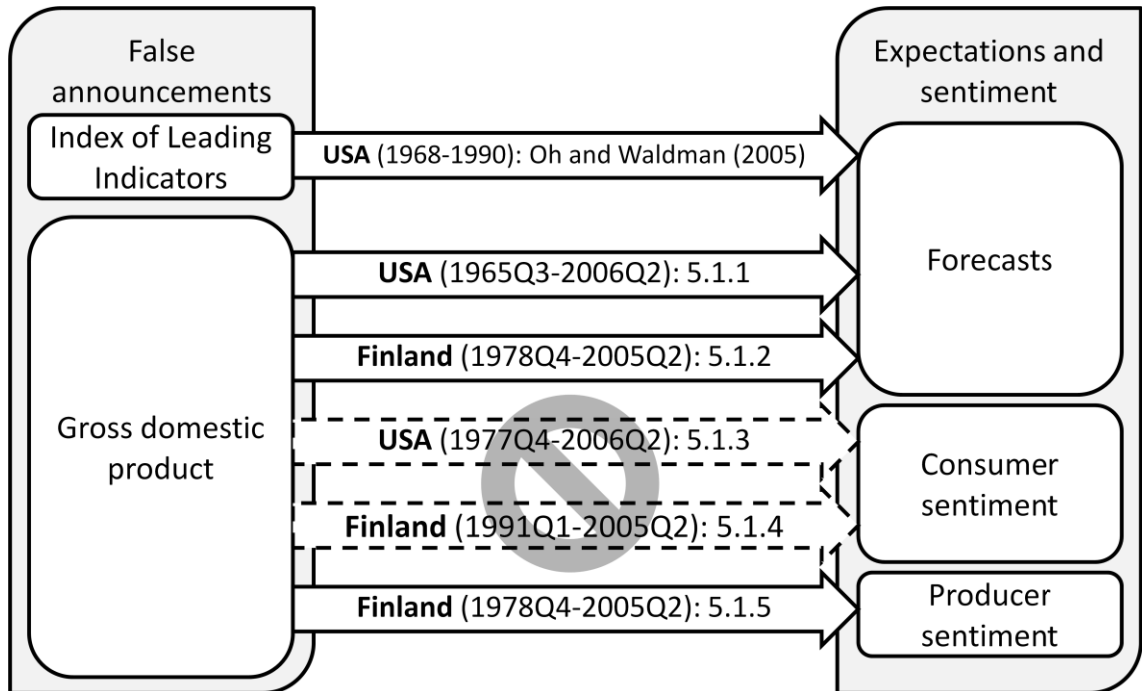 False
announcements
Index of Leading
Indicators
Gross domestic
product
USA (1968-1990): Oh and Waldman (2005)
USA (1965Q3-2006Q2): 5.1.1
Finland (1978Q4-2005Q2): 5.1.2
USA (1977Q4-2006Q2): 5.1.3
Finland (1991Q1-2005Q2): 5.1.4
Finland (1978Q4-2005Q2): 5.1.5
Expectations and
sentiment
Forecasts
Consumer
sentiment
Producer
sentiment